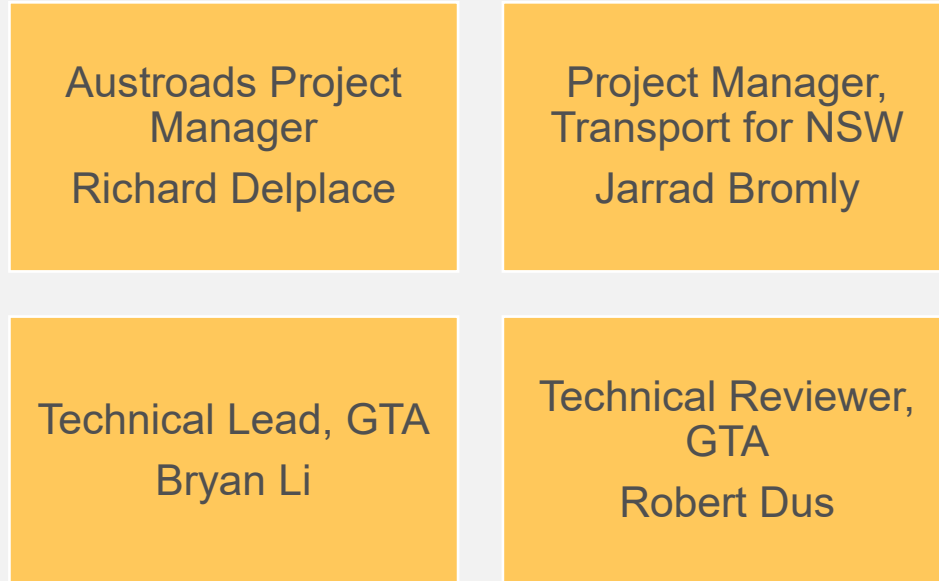 Austroads Project
Manager
Richard Delplace
Project Manager,
Transport for NSW
Jarrad Bromly
Technical Lead, GTA
Bryan Li
Technical Reviewer,
GTA
Robert Dus